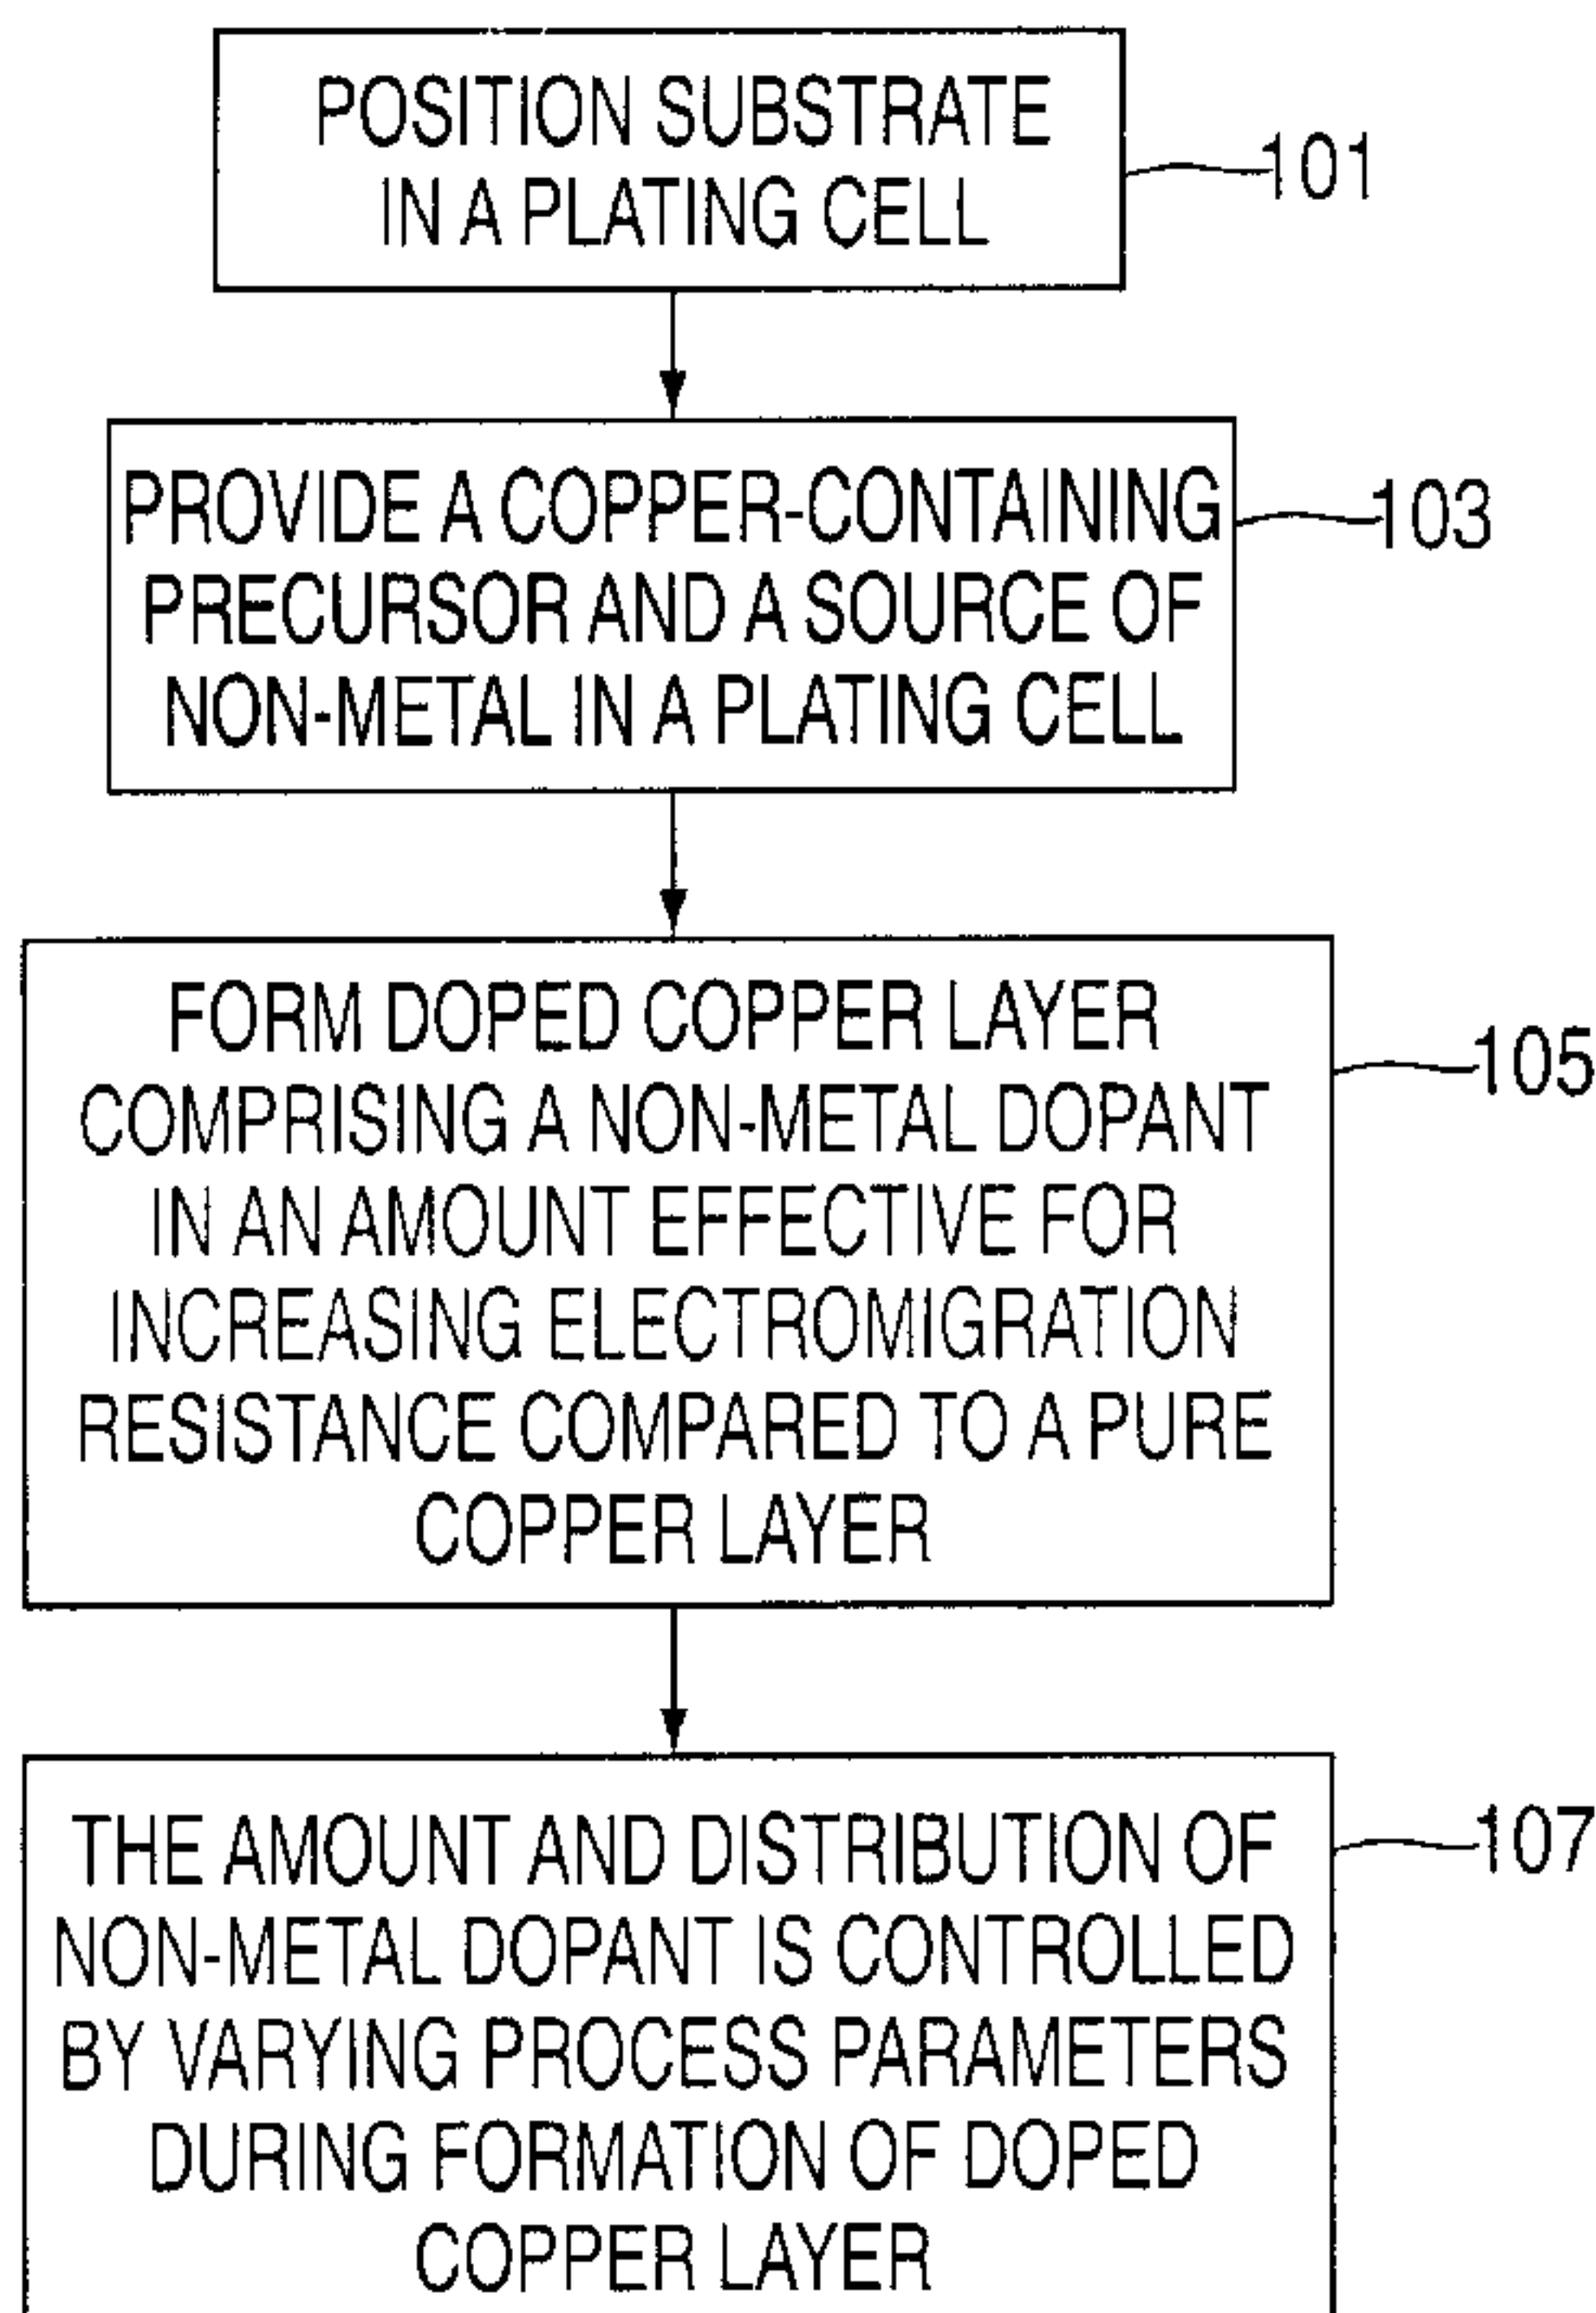 POSITION SUBSTRATE
IN A PLATING CELL
101
PROVIDE A COPPER-CONTAINING
PRECURSOR AND A SOURCE OF
NON-METAL IN A PLATING CELL
103
FORM DOPED COPPER LAYER
COMPRISING A NON-METAL DOPANT
IN AN AMOUNT EFFECTIVE FOR
INCREASING ELECTROMIGRATION
RESISTANCE COMPARED TO A PURE
COPPER LAYER
105
THE AMOUNT AND DISTRIBUTION OF
NON-METAL DOPANT IS CONTROLLED
BY VARYING PROCESS PARAMETERS
DURING FORMATION OF DOPED
COPPER LAYER
107